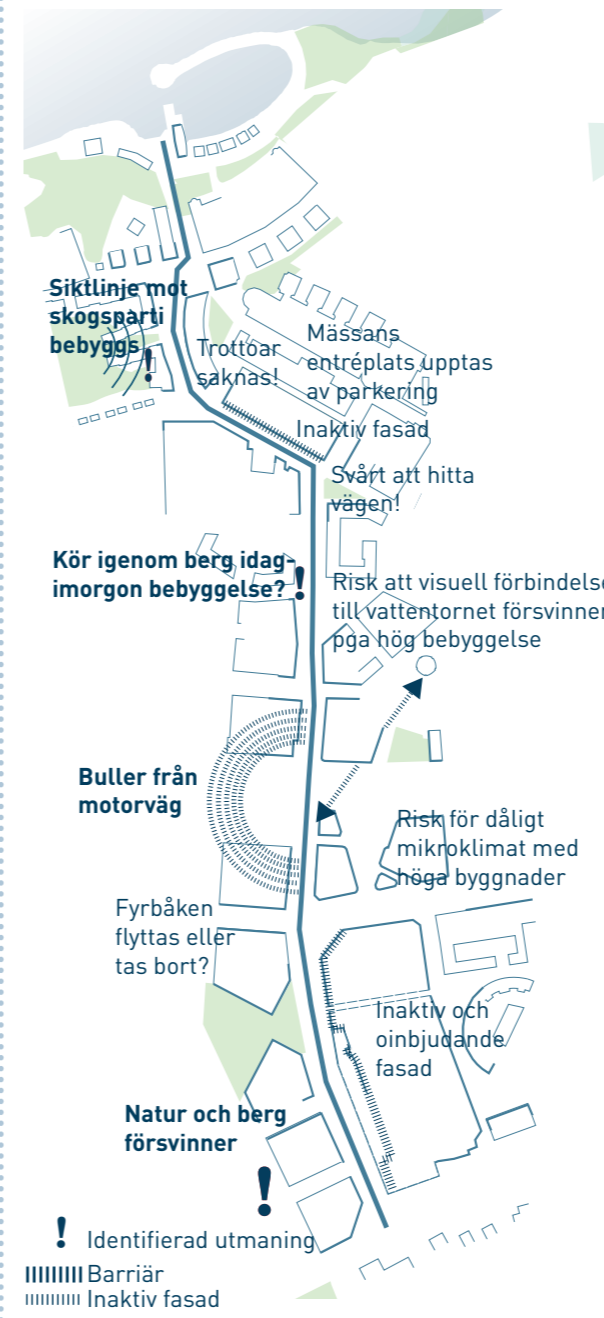 Siktlinje mot
skogsparti
bebyggs
!
Trottoar
saknas!
Mässans
entréplats upptas
av parkering
Inaktiv fasad
Svårt att hitta
vägen!
Kör igenom berg idag-
imorgon bebyggelse?
!
Risk att visuell förbindelse
till vattentornet försvinner
pga hög bebyggelse
Buller från
motorväg
Risk för dåligt
mikroklimat med
höga byggnader
Fyrbåken
flyttas eller
tas bort?
Inaktiv och
oinbjudande
fasad
Natur och berg
försvinner
!
! Identifierad utmaning
Barriär
Inaktiv fasad